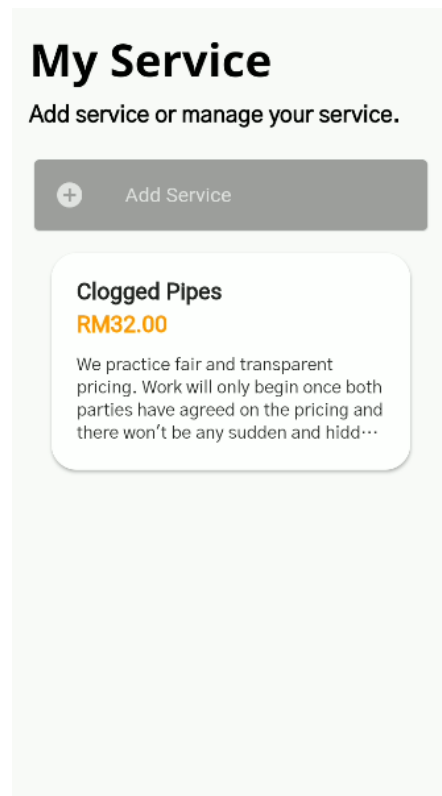 My Service
Add service or manage your service.
Add Service
Clogged Pipes
RM32.00
We practice fair and transparent
pricing. Work will only begin once both
parties have agreed on the pricing and
there won't be any sudden and hidd…